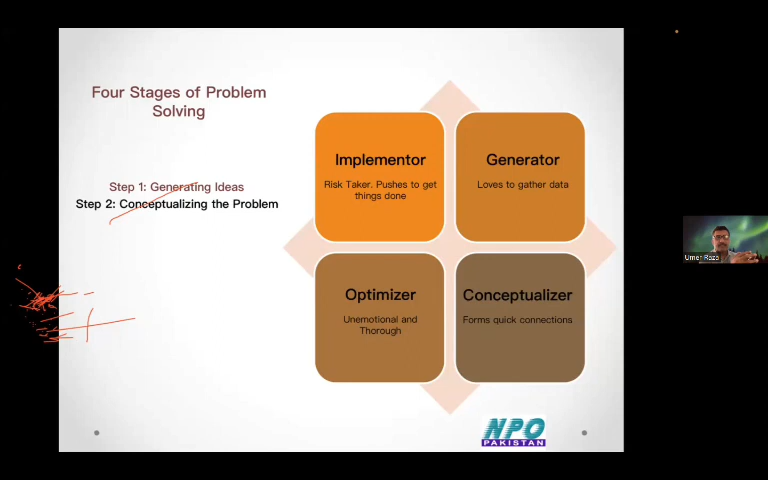 Four Stages of Problem
Solving
Step 1: Generating Ideas
Step 2: Conceptualizing the Problem
Implementor
Risk Taker. Pushes to get
things done
Generator
Loves to gather data
Optimizer
Unemotional and
Thorough
Conceptualizer
Forms quick connections
NPO
PAKISTAN
Umer Raza